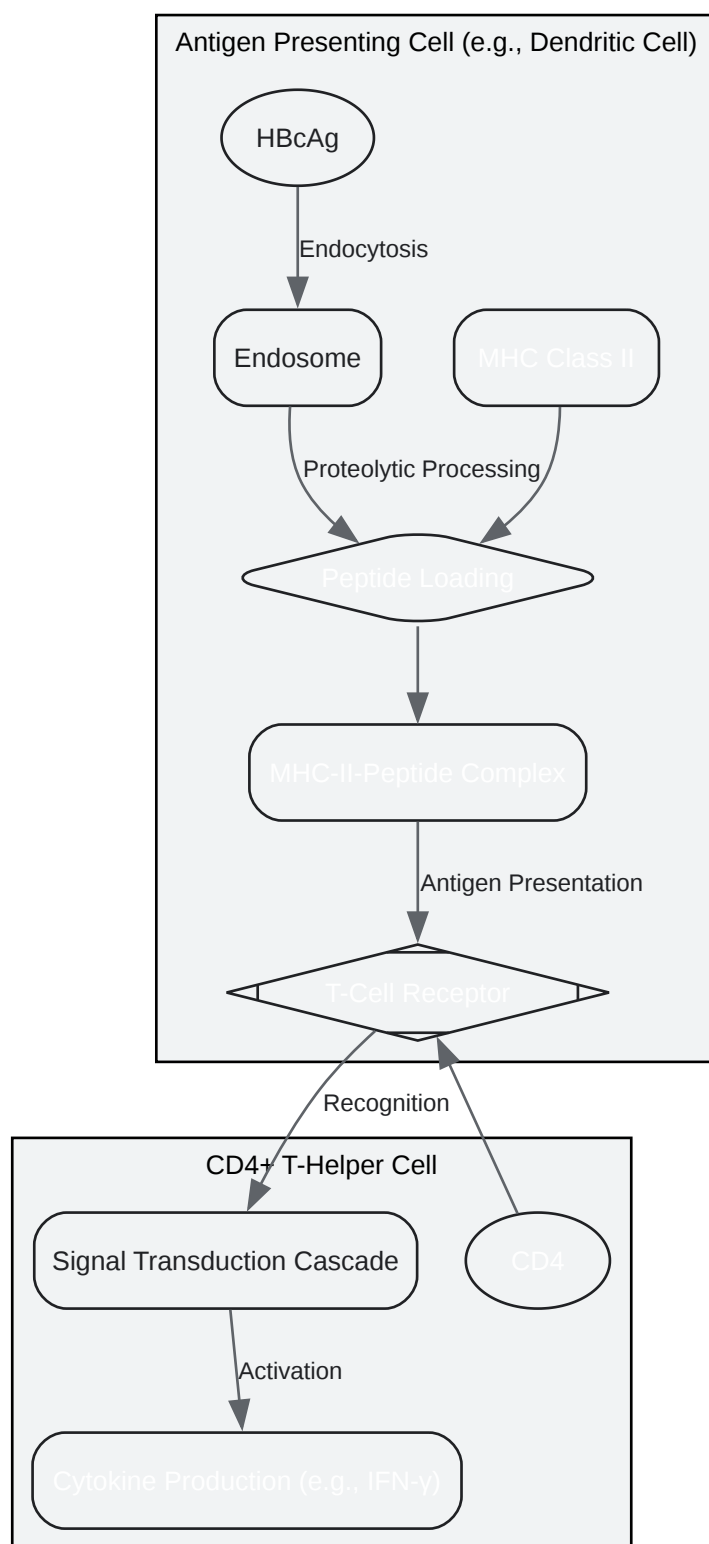 Antigen Presenting Cell (e.g., Dendritic Cell)
HBcAg
Endocytosis
Endosome
MHC Class II
Proteolytic Processing
Peptide Loading
MHC-II-Peptide Complex
Antigen Presentation
T-Cell Receptor
Recognition
CD4+ T-Helper Cell
Signal Transduction Cascade
CD4
Activation
Cytokine Production (e.g., IFN-γ)